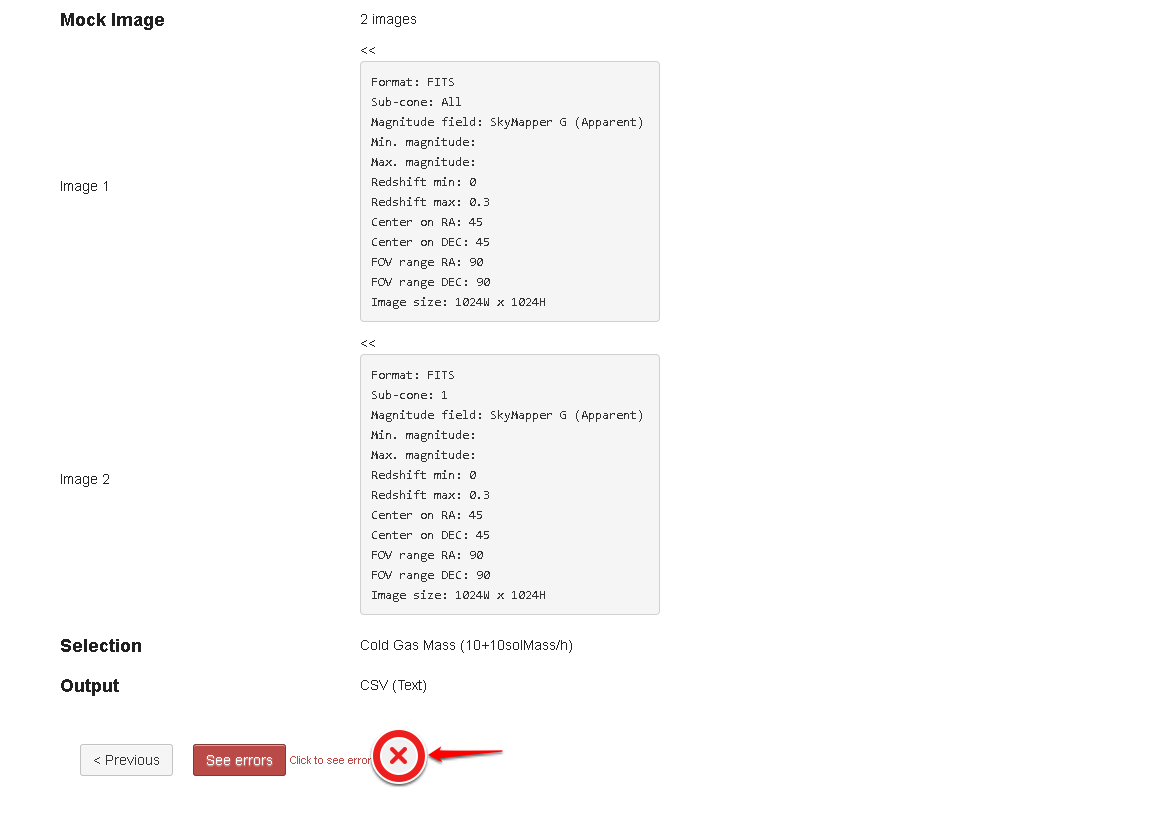 Mock Image
2 images
<<
Format: FITS
Sub-cone: All
Magnitude field: SkyMapper G (Apparent)
Min. magnitude:
Max. magnitude:
Redshift min: 0
Redshift max: 0.3
Center on RA: 45
Center on DEC: 45
FOV range RA: 90
FOV range DEC: 90
Image size: 1024W x 1024H
Image 1
<<
Format: FITS
Sub-cone: 1
Magnitude field: SkyMapper G (Apparent)
Min. magnitude:
Max. magnitude:
Redshift min: 0
Redshift max: 0.3
Center on RA: 45
Center on DEC: 45
FOV range RA: 90
FOV range DEC: 90
Image size: 1024W x 1024H
Image 2
Selection
Cold Gas Mass (10+10solMass/h)
Output
CSV (Text)
< Previous
See errors
Click to see error